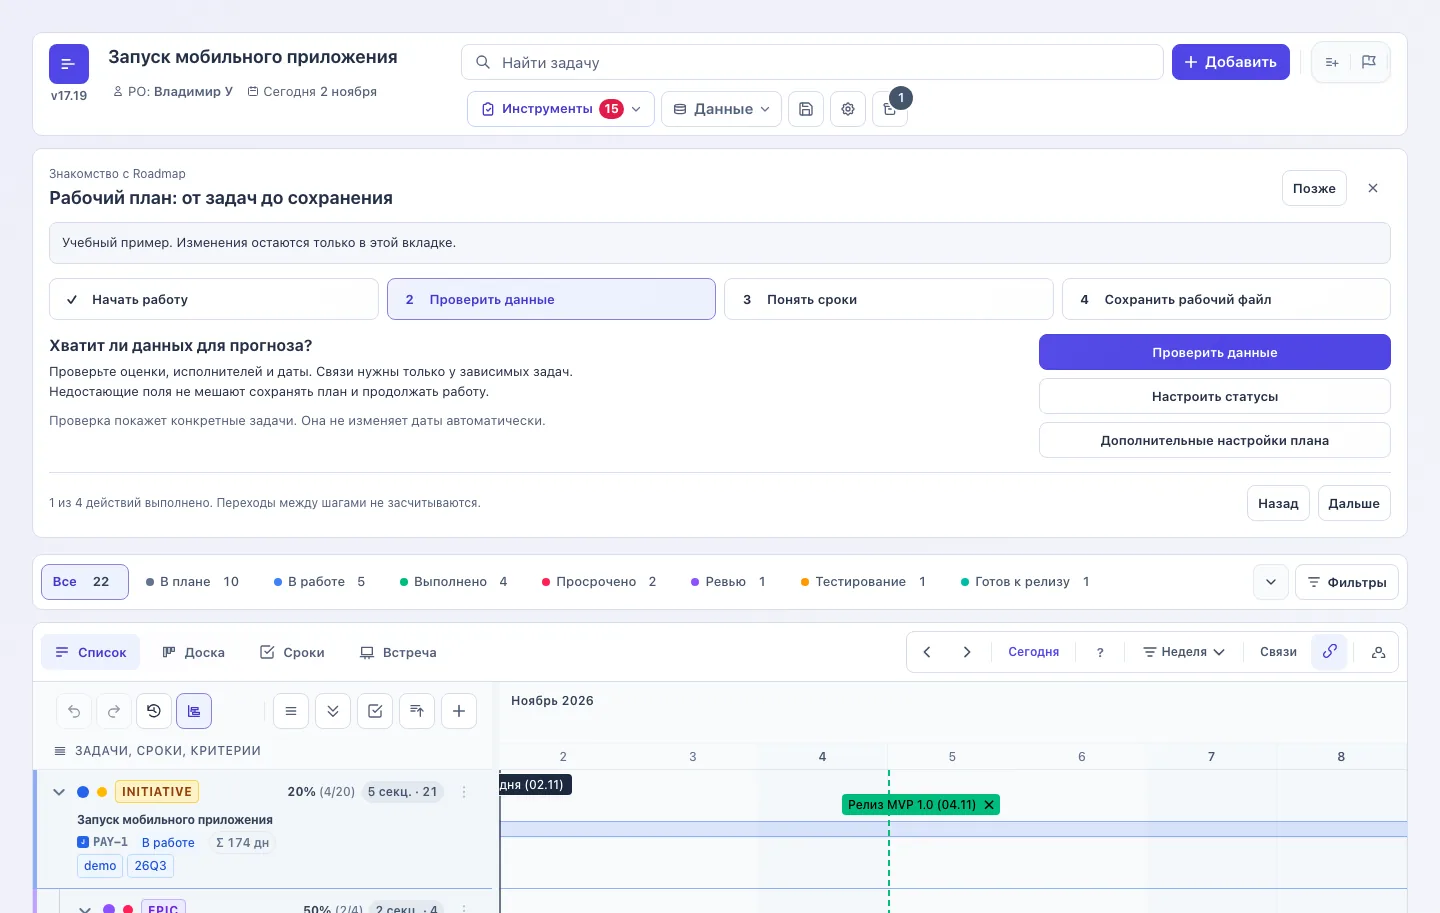 Запуск мобильного приложения
v17.19
PO: Владимир У
Сегодня 2 ноября
Найти задачу
Добавить
Инструменты 15
Данные
1
Знакомство с Roadmap
Рабочий план: от задач до сохранения
Позже
Учебный пример. Изменения остаются только в этой вкладке.
Начать работу
2 Проверить данные
3 Понять сроки
4 Сохранить рабочий файл
Хватит ли данных для прогноза?
Проверьте оценки, исполнителей и даты. Связи нужны только у зависимых задач.
Недостающие поля не мешают сохранять план и продолжать работу.
Проверка покажет конкретные задачи. Она не изменяет даты автоматически.
Проверить данные
Настроить статусы
Дополнительные настройки плана
1 из 4 действий выполнено. Переходы между шагами не засчитываются.
Назад
Дальше
Все 22
В плане 10
В работе 5
Выполнено 4
Просрочено 2
Ревью 1
Тестирование 1
Готов к релизу 1
Фильтры
Список
Доска
Сроки
Встреча
Сегодня
?
Неделя
Связи
Ноябрь 2026
ЗАДАЧИ, СРОКИ, КРИТЕРИИ
2 3 4 5 6 7 8
INITIATIVE 20% (4/20) 5 секц. · 21
дня (02.11)
Релиз MVP 1.0 (04.11)
Запуск мобильного приложения
PAY-1 В работе Σ 174 дн
demo 26Q3
EPIC 50% (2/4) 2 секц. · 4